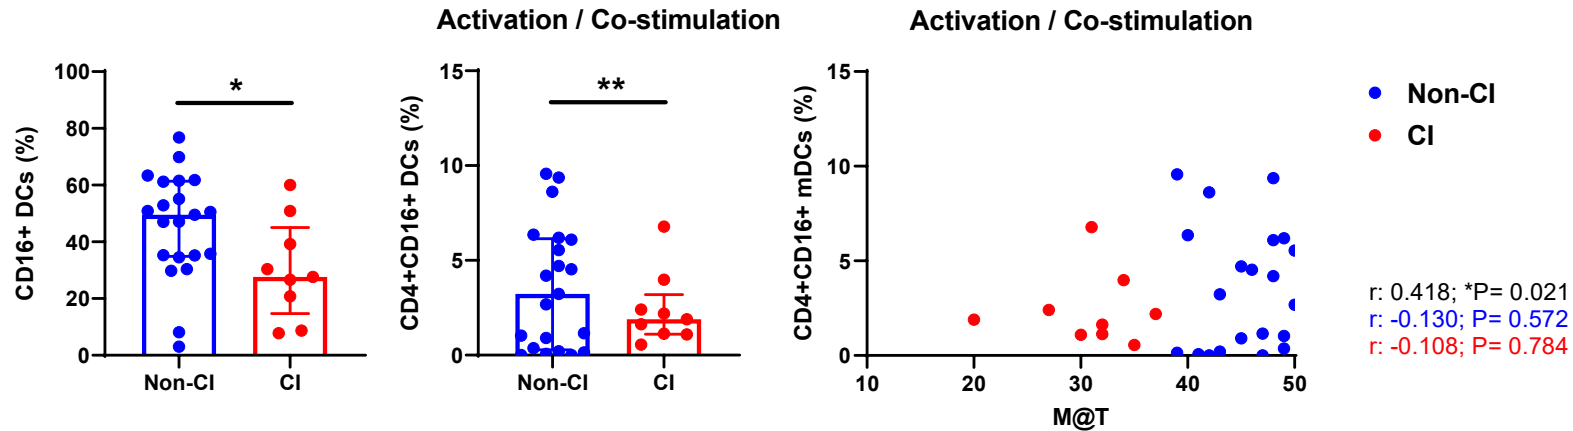 Activation / Co-stimulation
Activation / Co-stimulation
CD16+ DCs (%)
100
80
60
40
20
0
*
Non-CI
CI
CD4+CD16+ DCs (%)
15
10
5
0
**
Non-CI
CI
CD4+CD16+ mDCs (%)
15
10
5
0
10
20
30
40
50
M@T
Non-CI
CI
r: 0.418; *P= 0.021
r: -0.130; P= 0.572
r: -0.108; P= 0.784